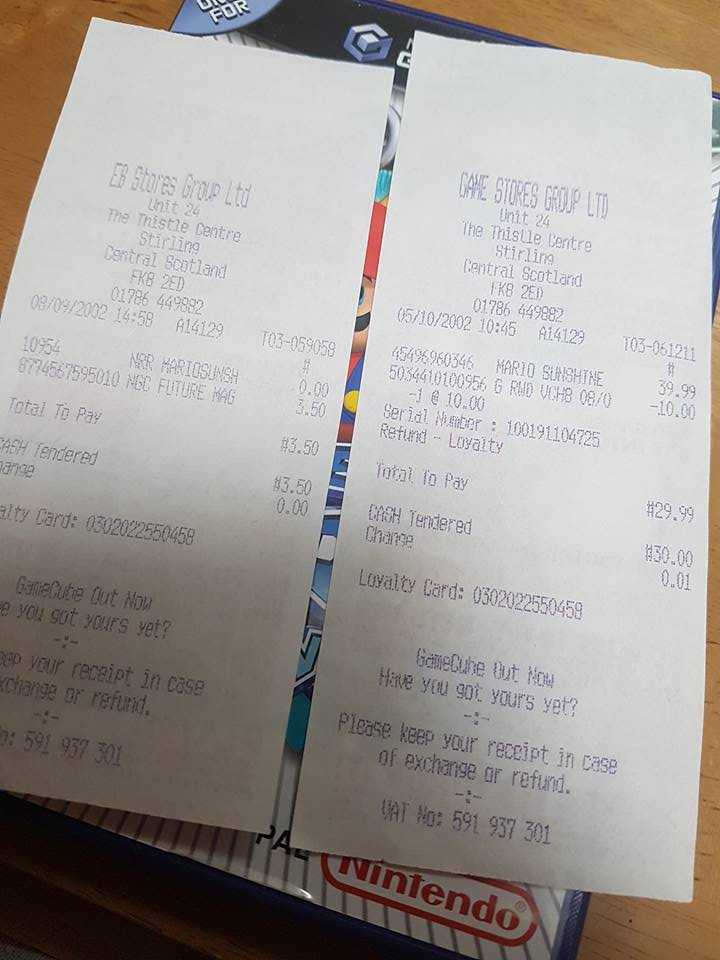 FOR
EB Stores Group Ltd
Unit 24
The Thistle Centre
Stirling
Central Scotland
FK8 2ED
01786 449882
08/09/2002 14:58 A14129 T03-059059
#
10954 NRR MARIOSUNSH 0.00
8774567595010 NGC FUTURE MAG 3.50
Total To Pay #3.50
CASH Tendered #3.50
ange 0.00
alty Card: 0302022550458
GameCube Out Now
e you got yours yet?
-:-
eep your receipt in case
xchange or refund.
-:-
o: 591 937 301
GAME STORES GROUP LTD
Unit 24
The Thistle Centre
Stirling
Central Scotland
FK8 2ED
01786 449882
05/10/2002 10:45 A14129 T03-061211
#
45496960346 MARIO SUNSHINE 39.99
5034410100956 G RWD VCHB 08/0 -10.00
-1 @ 10.00
Serial Number : 100191104725
Refund - Loyalty
Total To Pay #29.99
CASH Tendered #30.00
Change 0.01
Loyalty Card: 0302022550458
GameCube Out Now
Have you got yours yet?
-:-
Please keep your receipt in case
of exchange or refund.
-:-
VAT No: 591 937 301
PAL
Nintendo®